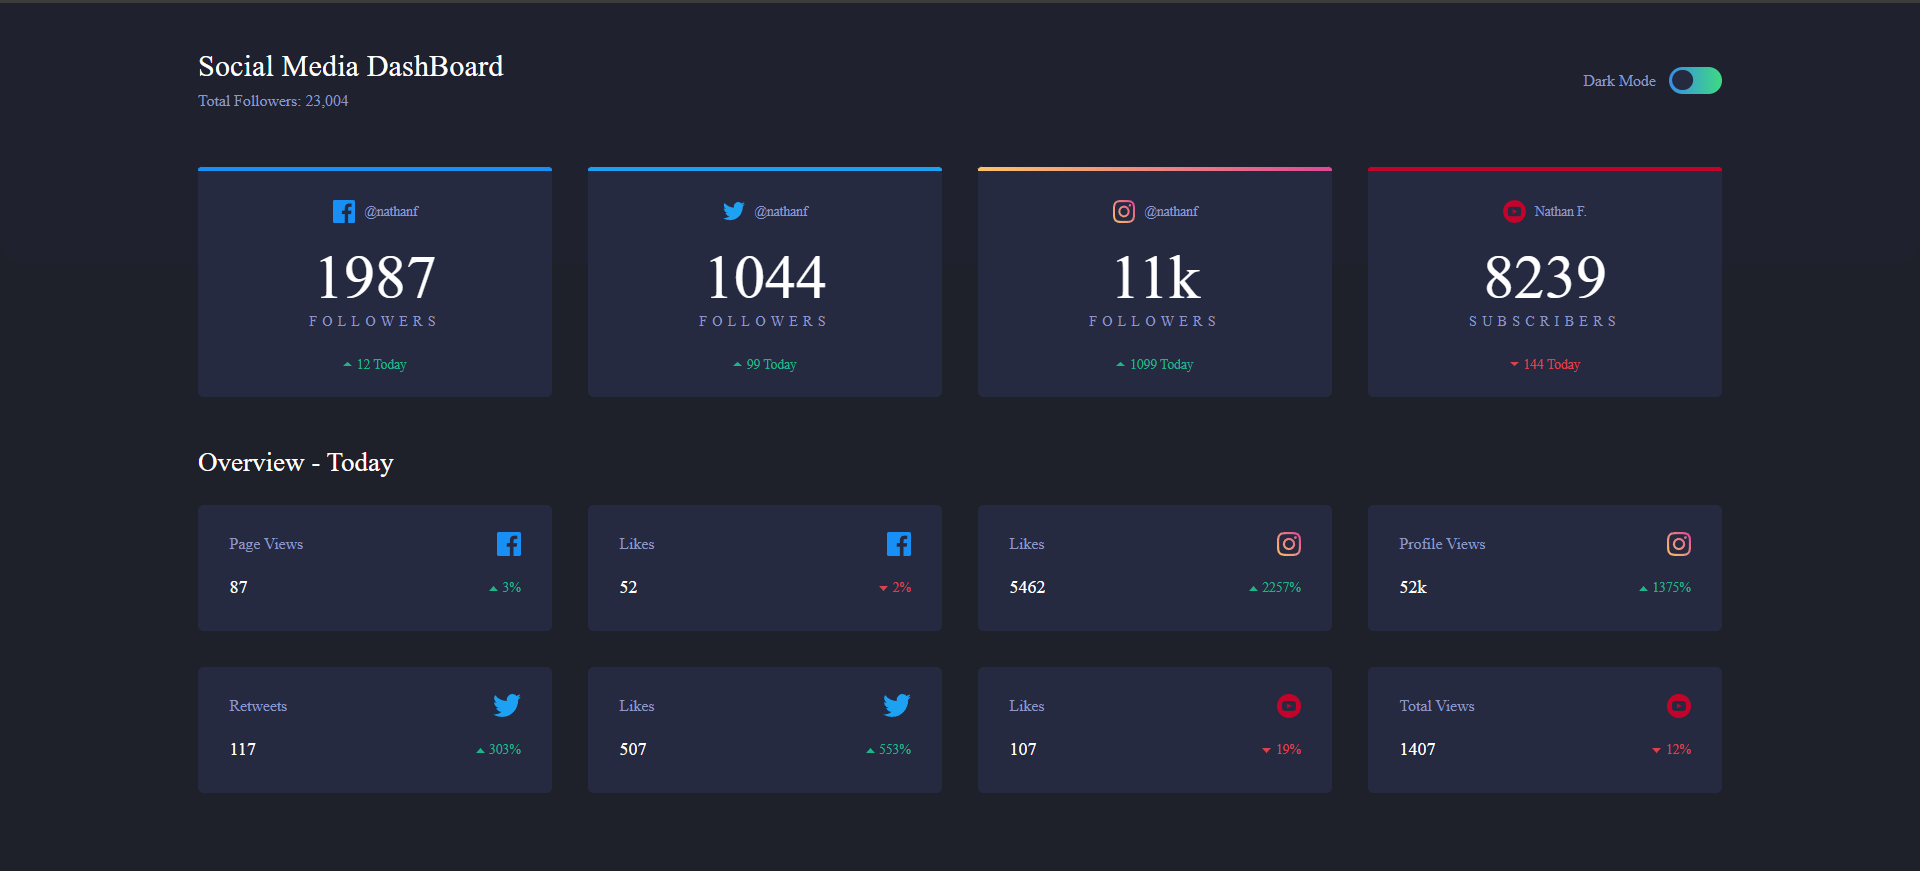 Social Media DashBoard
Total Followers: 23,004
Dark Mode
@nathanf
1987
FOLLOWERS
12 Today
@nathanf
1044
FOLLOWERS
99 Today
@nathanf
11k
FOLLOWERS
1099 Today
Nathan F.
8239
SUBSCRIBERS
144 Today
Overview - Today
Page Views
87
3%
Likes
52
2%
Likes
5462
2257%
Profile Views
52k
1375%
Retweets
117
303%
Likes
507
553%
Likes
107
19%
Total Views
1407
12%